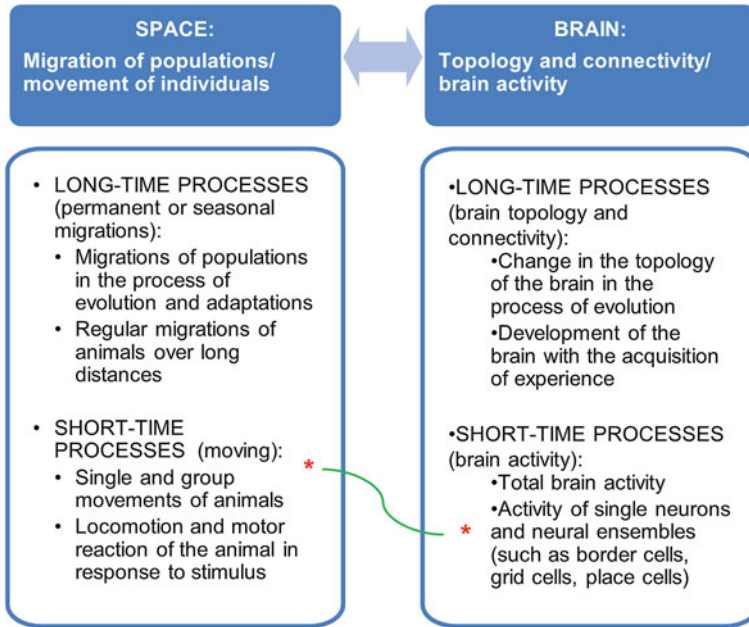 SPACE:
Migration of populations/
movement of individuals
BRAIN:
Topology and connectivity/
brain activity
• LONG-TIME PROCESSES
(permanent or seasonal
migrations):
• Migrations of populations
in the process of
evolution and adaptations
• Regular migrations of
animals over long
distances
• SHORT-TIME
PROCESSES (moving):
• Single and group
movements of animals
• Locomotion and motor
reaction of the animal in
response to stimulus
*
•LONG-TIME PROCESSES
(brain topology and
connectivity):
•Change in the topology
of the brain in the
process of evolution
•Development of the
brain with the acquisition
of experience
•SHORT-TIME PROCESSES
(brain activity):
•Total brain activity
•Activity of single neurons
* and neural ensembles
(such as border cells,
grid cells, place cells)